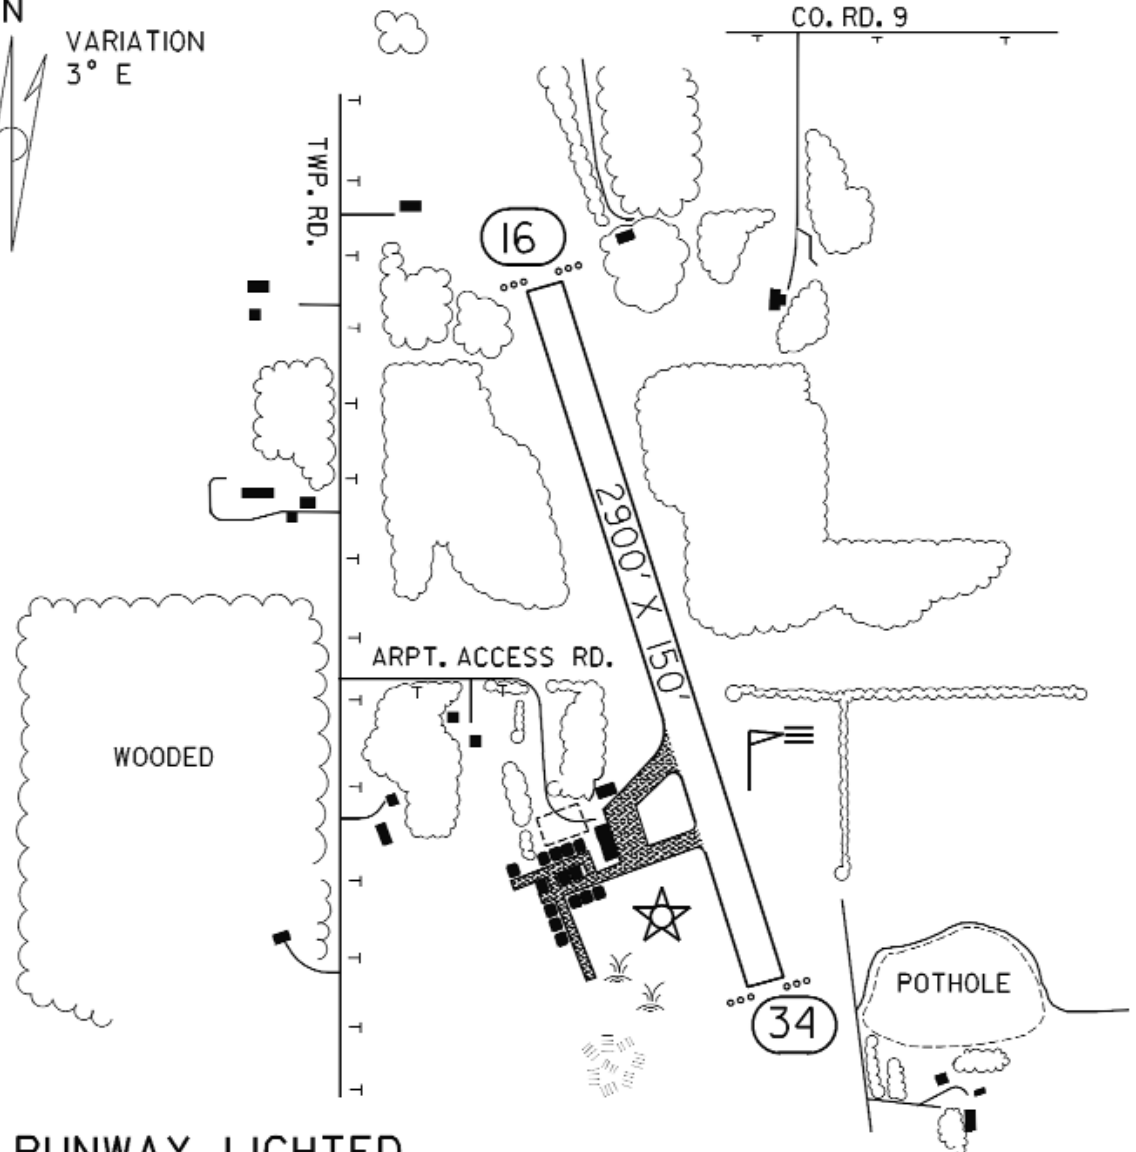 N
VARIATION
3° E
CO. RD. 9
TWP. RD.
16
2900' X 150'
ARPT. ACCESS RD.
WOODED
POTHOLE
34
RUNWAY LIGHTED